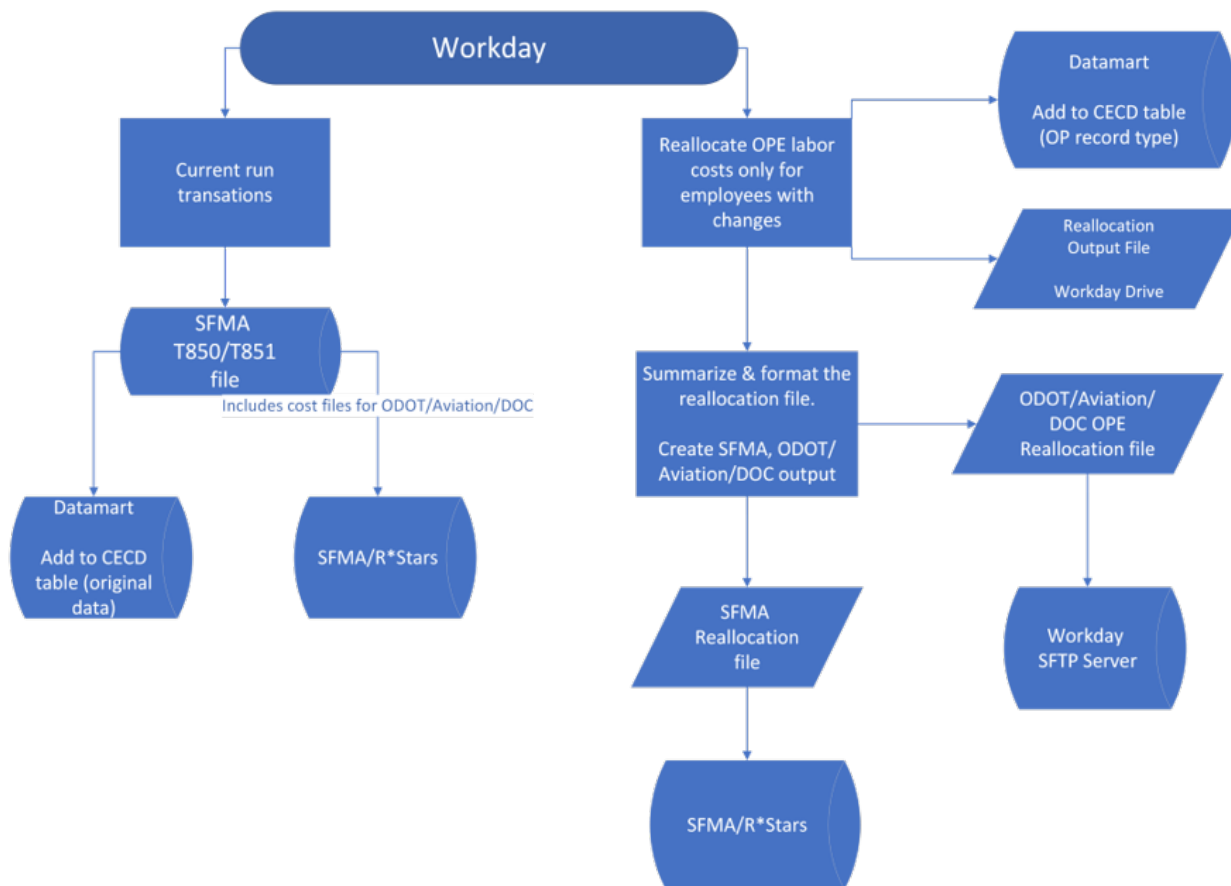 Workday
Current run
transations
SFMA
T850/T851
file
Includes cost files for ODOT/Aviation/DOC
Datamart
Add to CECD
table (original
data)
SFMA/R*Stars
Reallocate OPE labor
costs only for
employees with
changes
Datamart
Add to CECD table
(OP record type)
Reallocation
Output File
Workday Drive
Summarize & format the
reallocation file.
Create SFMA, ODOT/
Aviation/DOC output
ODOT/Aviation/
DOC OPE
Reallocation file
SFMA
Reallocation
file
Workday
SFTP Server
SFMA/R*Stars